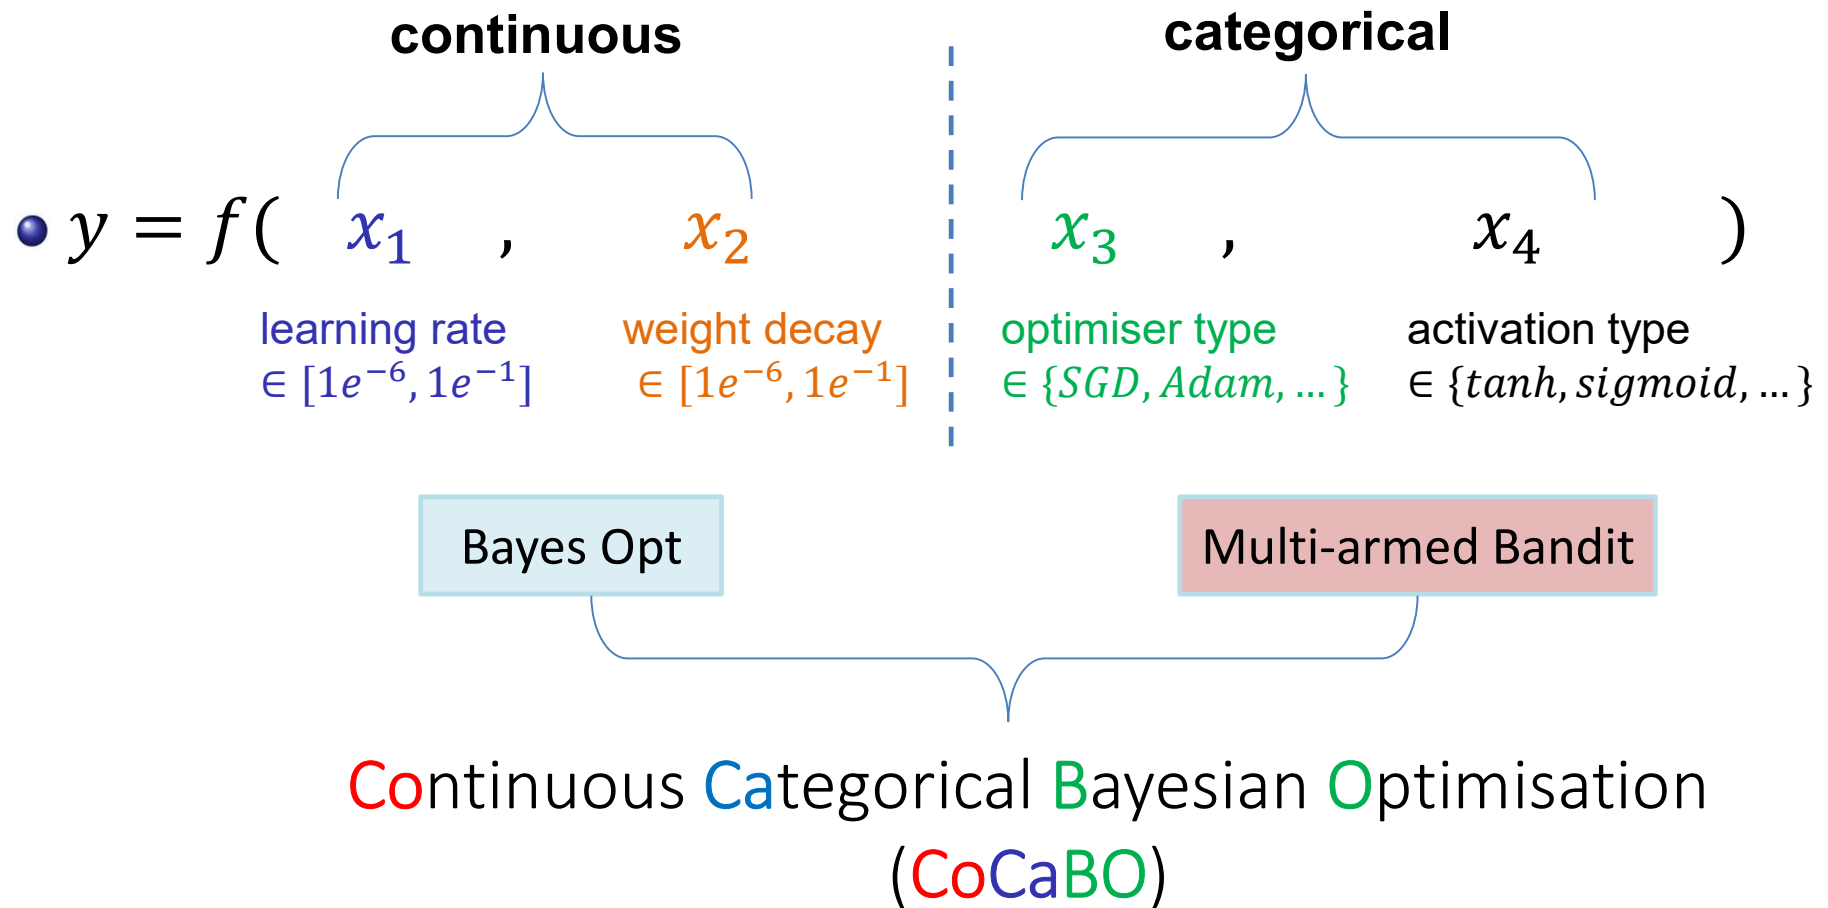 continuous categorical
y = f( x₁ , x₂ x₃ , x₄ )
learning rate weight decay optimiser type activation type
∈ [1e⁻⁶, 1e⁻¹] ∈ [1e⁻⁶, 1e⁻¹] ∈ {SGD, Adam, … } ∈ {tanh, sigmoid, … }
Bayes Opt Multi-armed Bandit
Continuous Categorical Bayesian Optimisation
(CoCaBO)